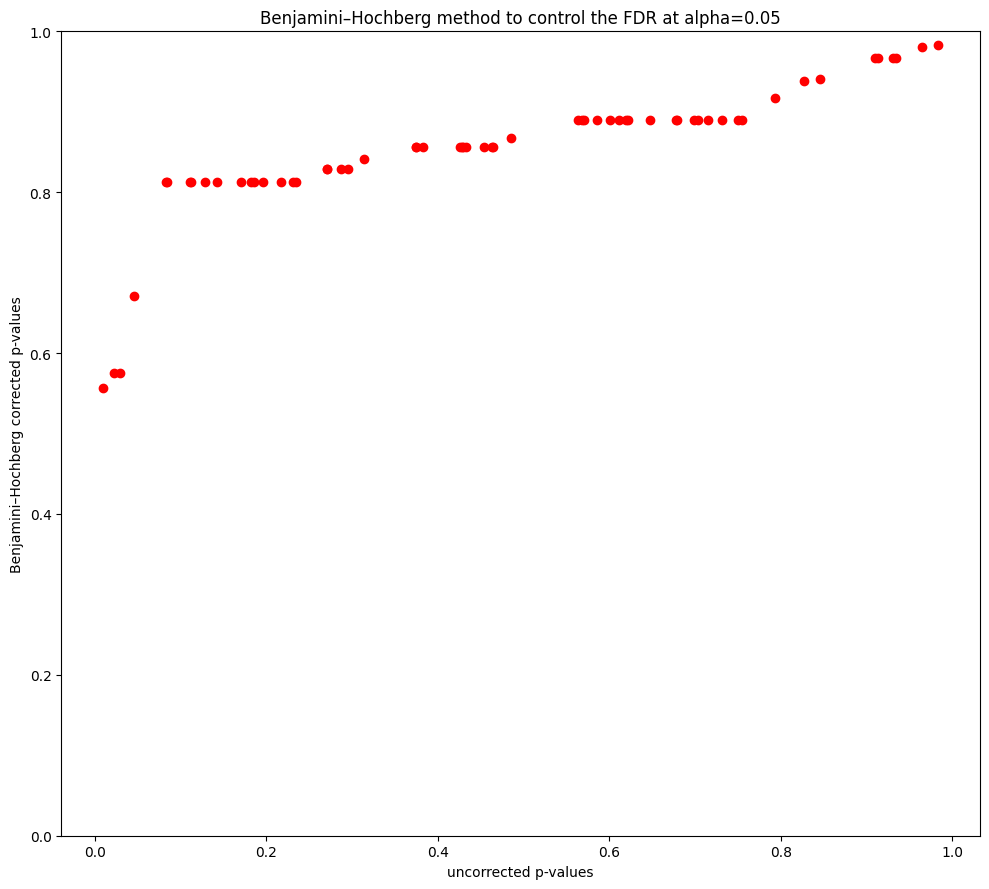 Benjamini–Hochberg method to control the FDR at alpha=0.05
Benjamini–Hochberg corrected p-values
1.0
0.8
0.6
0.4
0.2
0.0
0.0 0.2 0.4 0.6 0.8 1.0
uncorrected p-values